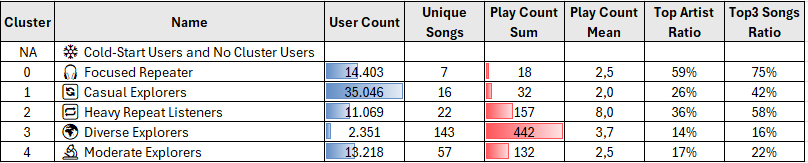 Cluster Name User Count Unique Songs Play Count Sum Play Count Mean Top Artist Ratio Top3 Songs Ratio
NA Cold-Start Users and No Cluster Users
0 Focused Repeater 14.403 7 18 2,5 59% 75%
1 Casual Explorers 35.046 16 32 2,0 26% 42%
2 Heavy Repeat Listeners 11.069 22 157 8,0 36% 58%
3 Diverse Explorers 2.351 143 442 3,7 14% 16%
4 Moderate Explorers 13.218 57 132 2,5 17% 22%